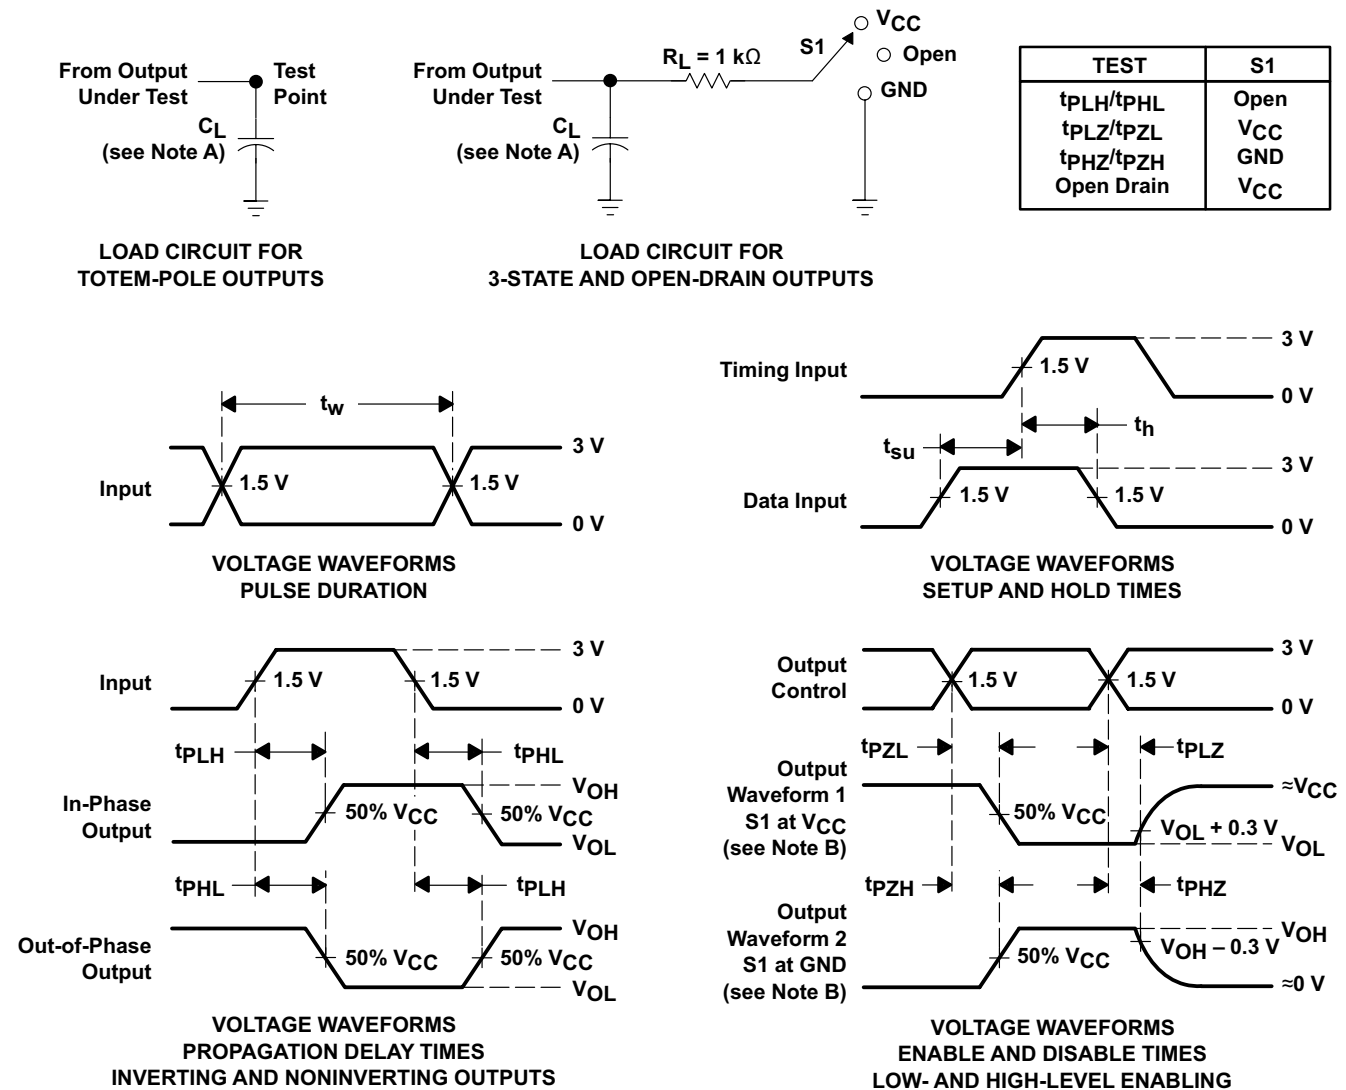 From Output
Under Test
Test
Point
CL
(see Note A)
LOAD CIRCUIT FOR
TOTEM-POLE OUTPUTS
From Output
Under Test
CL
(see Note A)
RL = 1 kΩ
S1
VCC
Open
GND
LOAD CIRCUIT FOR
3-STATE AND OPEN-DRAIN OUTPUTS
TEST S1
tPLH/tPHL Open
tPLZ/tPZL VCC
tPHZ/tPZH GND
Open Drain VCC
tw
Input
1.5 V
1.5 V
3 V
0 V
VOLTAGE WAVEFORMS
PULSE DURATION
Timing Input
1.5 V
3 V
0 V
th
tsu
Data Input
1.5 V
1.5 V
3 V
0 V
VOLTAGE WAVEFORMS
SETUP AND HOLD TIMES
Input
1.5 V
1.5 V
3 V
0 V
tPLH
tPHL
In-Phase
Output
50% VCC
50% VCC
VOH
VOL
tPHL
tPLH
Out-of-Phase
Output
50% VCC
50% VCC
VOH
VOL
VOLTAGE WAVEFORMS
PROPAGATION DELAY TIMES
INVERTING AND NONINVERTING OUTPUTS
Output
Control
1.5 V
1.5 V
3 V
0 V
tPZL
tPLZ
Output
Waveform 1
S1 at VCC
(see Note B)
50% VCC
VOL + 0.3 V
≈VCC
VOL
tPZH
tPHZ
Output
Waveform 2
S1 at GND
(see Note B)
50% VCC
VOH − 0.3 V
VOH
≈0 V
VOLTAGE WAVEFORMS
ENABLE AND DISABLE TIMES
LOW- AND HIGH-LEVEL ENABLING